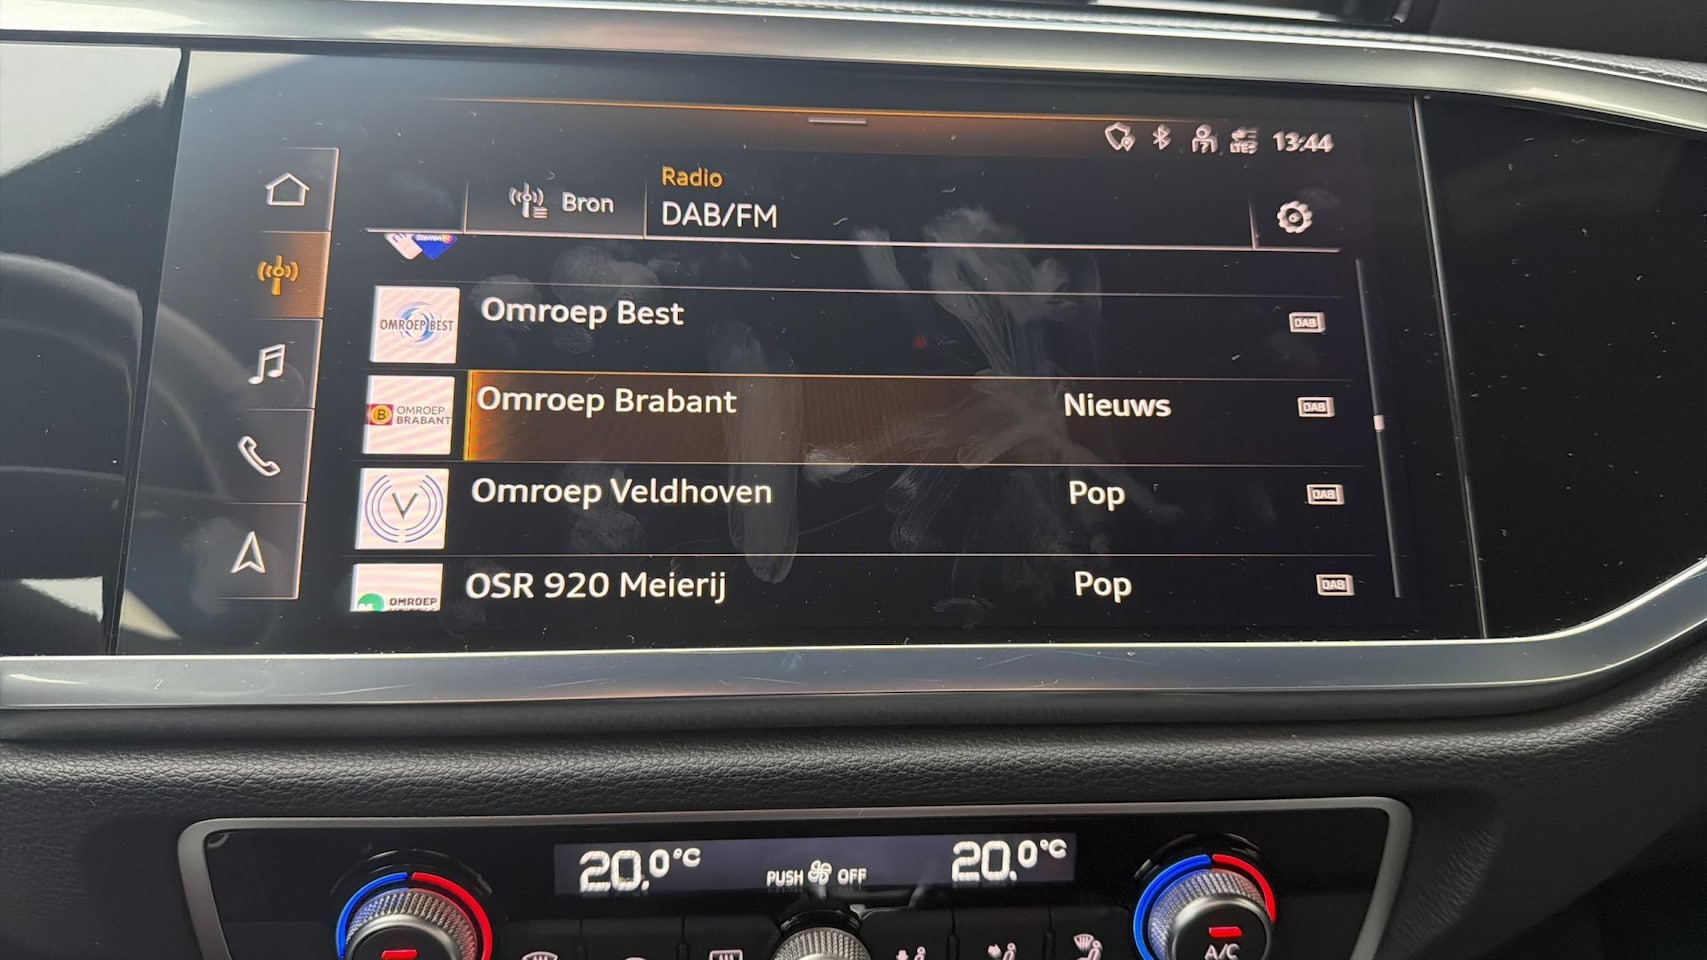 LTE
13:44
Bron
Radio
DAB/FM
OMROEP BEST
Omroep Best
DAB
B OMROEP
BRABANT
Omroep Brabant
Nieuws
DAB
V
Omroep Veldhoven
Pop
DAB
OMROEP
OSR 920 Meierij
Pop
DAB
20.0°C
PUSH OFF
20.0°C
A/C